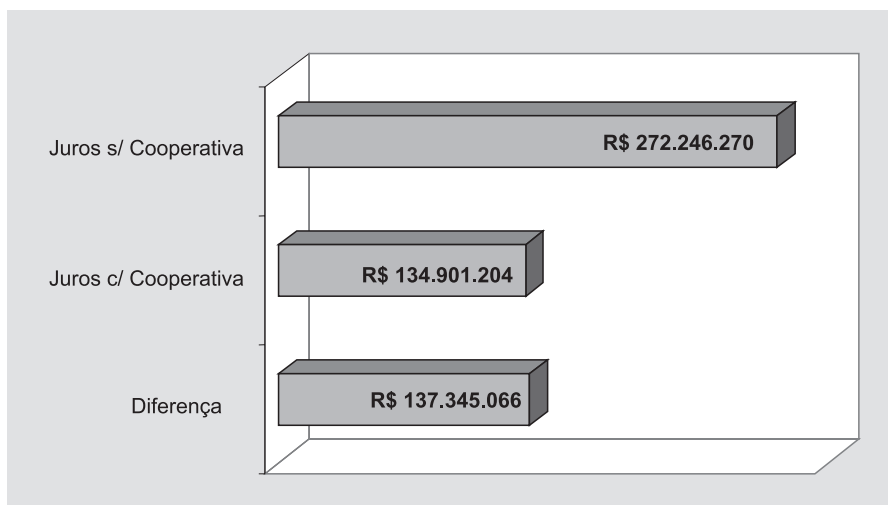 Juros s/ Cooperativa
R$ 272.246.270
Juros c/ Cooperativa
R$ 134.901.204
Diferença
R$ 137.345.066